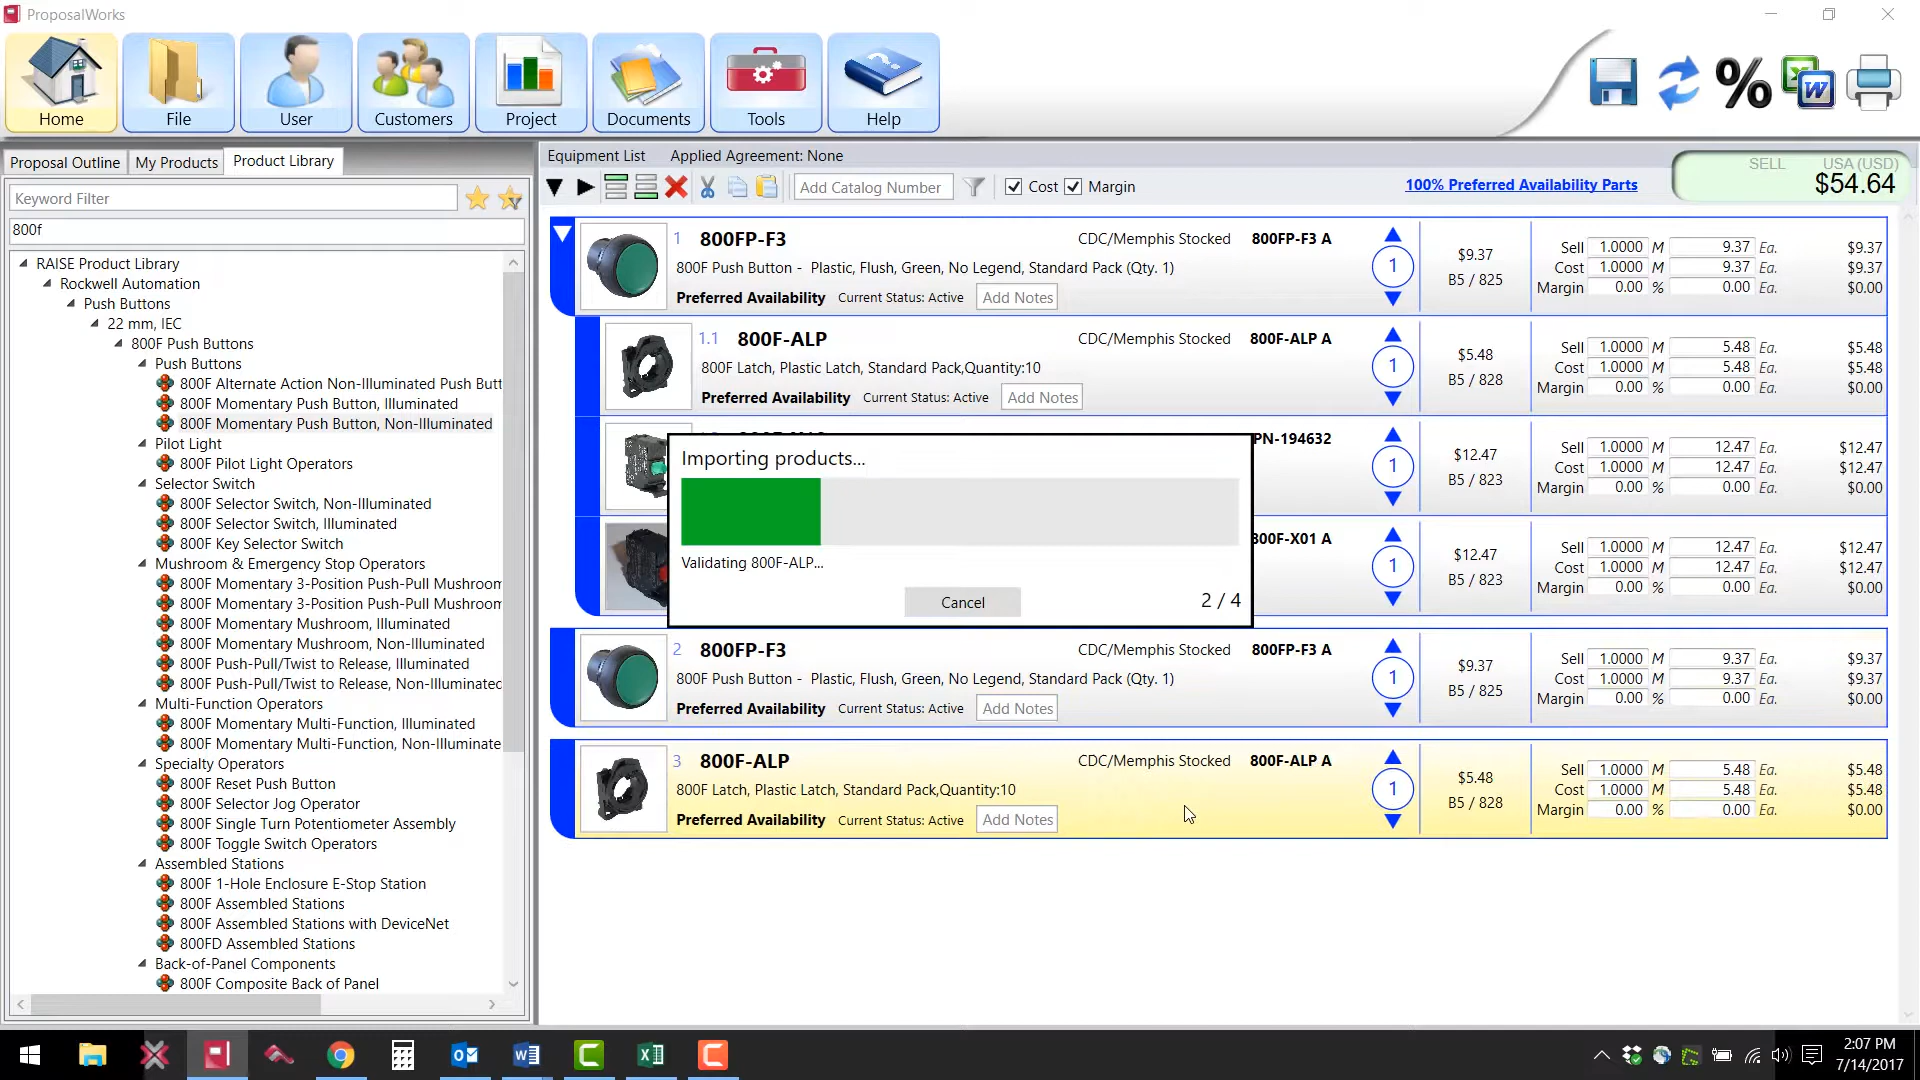 ProposalWorks
Home
File
User
Customers
Project
Documents
Tools
Help
Proposal Outline
My Products
Product Library
Keyword Filter
800f
RAISE Product Library
Rockwell Automation
Push Buttons
22 mm, IEC
800F Push Buttons
Push Buttons
800F Alternate Action Non-Illuminated Push Butt
800F Momentary Push Button, Illuminated
800F Momentary Push Button, Non-Illuminated
Pilot Light
800F Pilot Light Operators
Selector Switch
800F Selector Switch, Non-Illuminated
800F Selector Switch, Illuminated
800F Key Selector Switch
Mushroom & Emergency Stop Operators
800F Momentary 3-Position Push-Pull Mushroom
800F Momentary 3-Position Push-Pull Mushroom
800F Momentary Mushroom, Illuminated
800F Momentary Mushroom, Non-Illuminated
800F Push-Pull/Twist to Release, Illuminated
800F Push-Pull/Twist to Release, Non-Illuminated
Multi-Function Operators
800F Momentary Multi-Function, Illuminated
800F Momentary Multi-Function, Non-Illuminate
Specialty Operators
800F Reset Push Button
800F Selector Jog Operator
800F Single Turn Potentiometer Assembly
800F Toggle Switch Operators
Assembled Stations
800F 1-Hole Enclosure E-Stop Station
800F Assembled Stations
800F Assembled Stations with DeviceNet
800FD Assembled Stations
Back-of-Panel Components
800F Composite Back of Panel
Equipment List Applied Agreement: None
Add Catalog Number Cost Margin
100% Preferred Availability Parts
SELL USA (USD)
$54.64
1 800FP-F3 CDC/Memphis Stocked 800FP-F3 A
800F Push Button - Plastic, Flush, Green, No Legend, Standard Pack (Qty. 1)
Preferred Availability Current Status: Active Add Notes
1
$9.37
B5 / 825
Sell 1.0000 M 9.37 Ea. $9.37
Cost 1.0000 M 9.37 Ea. $9.37
Margin 0.00 % 0.00 Ea. $0.00
1.1 800F-ALP CDC/Memphis Stocked 800F-ALP A
800F Latch, Plastic Latch, Standard Pack,Quantity:10
Preferred Availability Current Status: Active Add Notes
1
$5.48
B5 / 828
Sell 1.0000 M 5.48 Ea. $5.48
Cost 1.0000 M 5.48 Ea. $5.48
Margin 0.00 % 0.00 Ea. $0.00
PN-194632
1
$12.47
B5 / 823
Sell 1.0000 M 12.47 Ea. $12.47
Cost 1.0000 M 12.47 Ea. $12.47
Margin 0.00 % 0.00 Ea. $0.00
800F-X01 A
1
$12.47
B5 / 823
Sell 1.0000 M 12.47 Ea. $12.47
Cost 1.0000 M 12.47 Ea. $12.47
Margin 0.00 % 0.00 Ea. $0.00
Importing products...
Validating 800F-ALP...
Cancel
2 / 4
2 800FP-F3 CDC/Memphis Stocked 800FP-F3 A
800F Push Button - Plastic, Flush, Green, No Legend, Standard Pack (Qty. 1)
Preferred Availability Current Status: Active Add Notes
1
$9.37
B5 / 825
Sell 1.0000 M 9.37 Ea. $9.37
Cost 1.0000 M 9.37 Ea. $9.37
Margin 0.00 % 0.00 Ea. $0.00
3 800F-ALP CDC/Memphis Stocked 800F-ALP A
800F Latch, Plastic Latch, Standard Pack,Quantity:10
Preferred Availability Current Status: Active Add Notes
1
$5.48
B5 / 828
Sell 1.0000 M 5.48 Ea. $5.48
Cost 1.0000 M 5.48 Ea. $5.48
Margin 0.00 % 0.00 Ea. $0.00
2:07 PM
7/14/2017